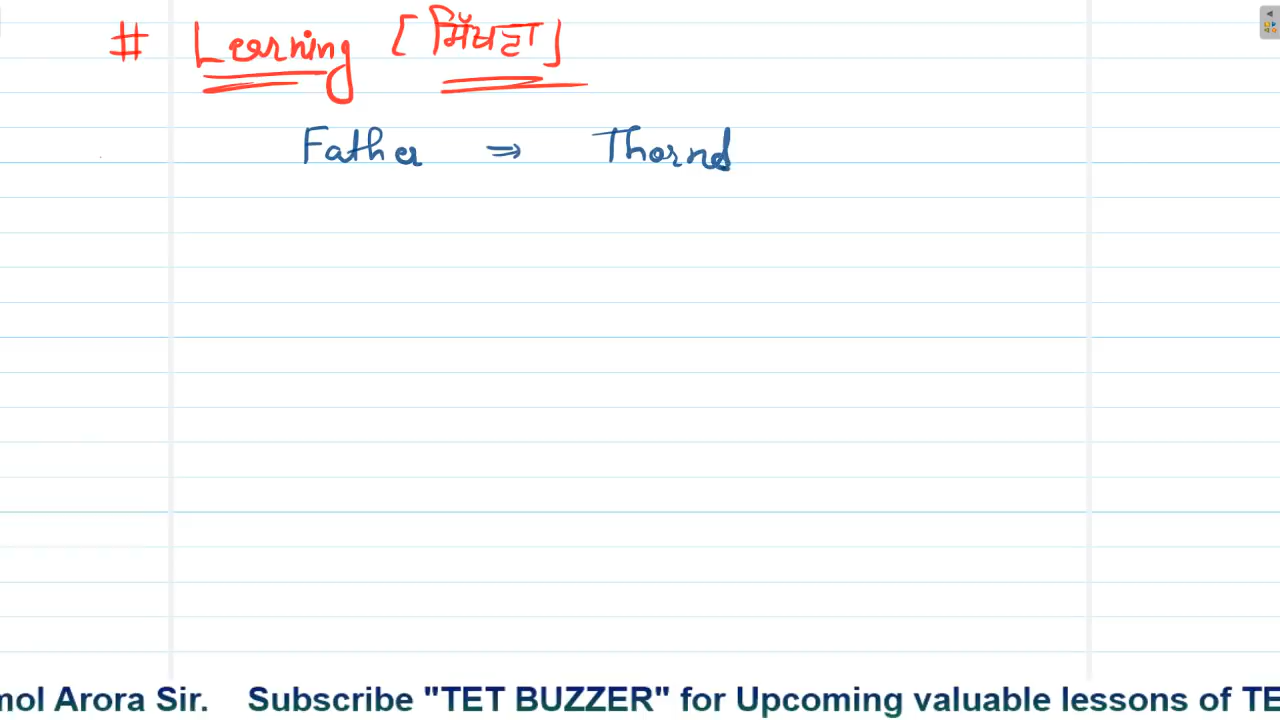 # Learning [ਸਿੱਖਣਾ]
Father ⇒ Thornd
mol Arora Sir. Subscribe "TET BUZZER" for Upcoming valuable lessons of TE